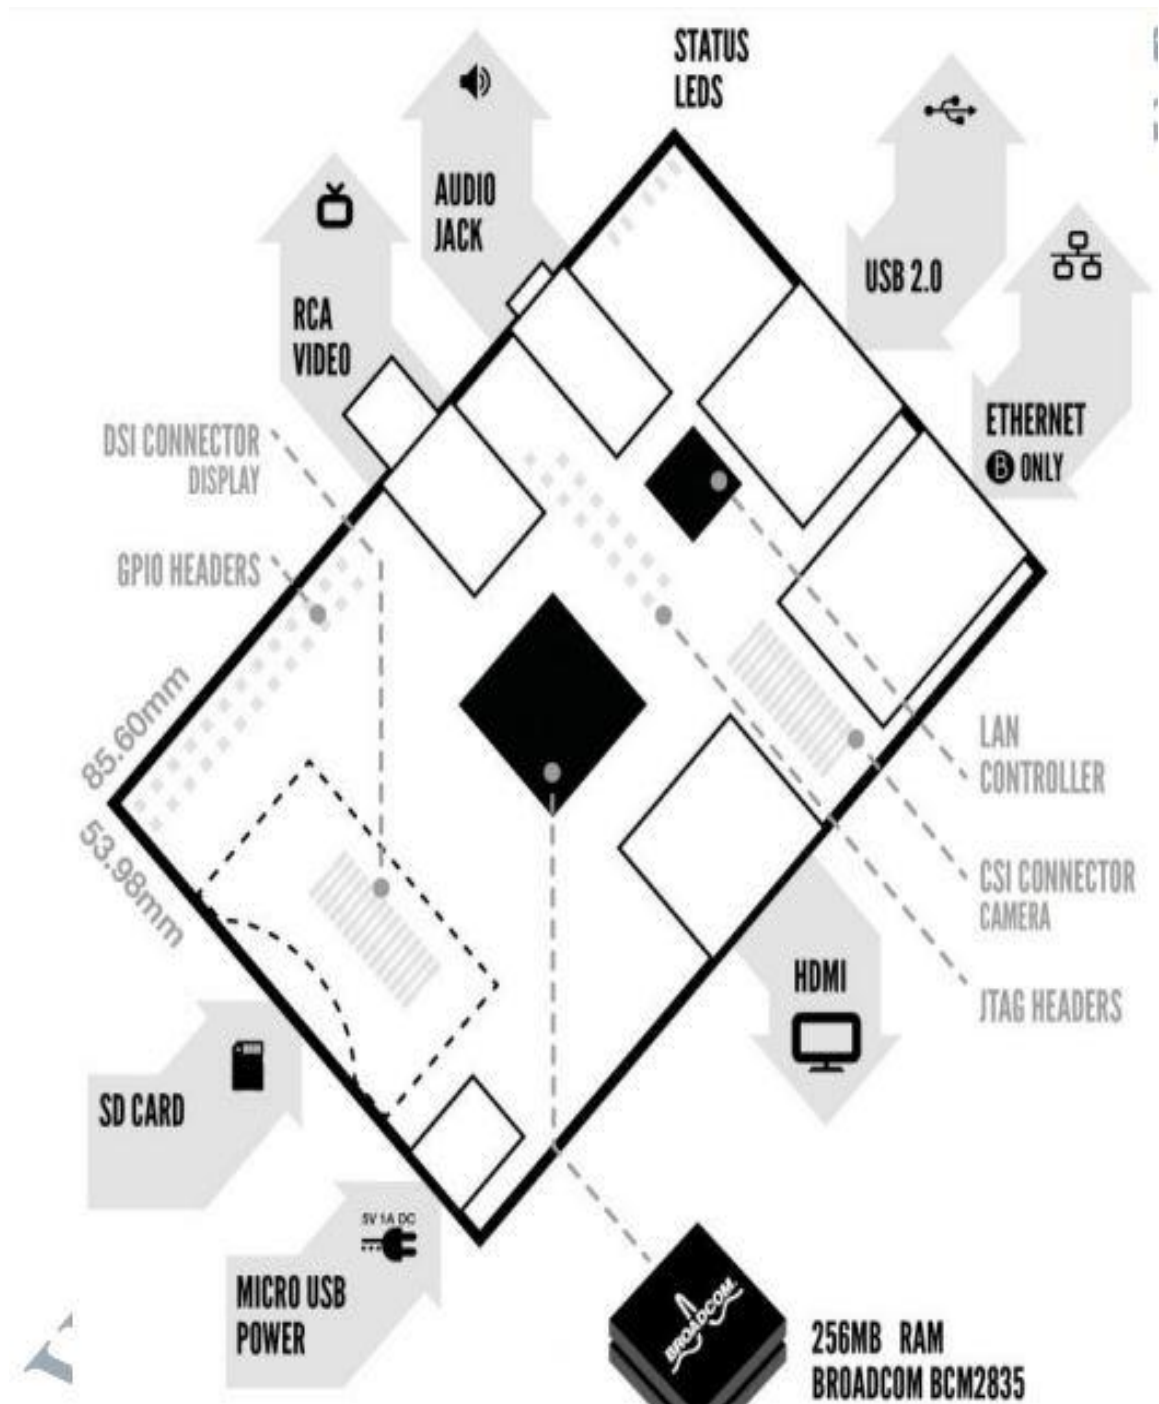 STATUS
LEDS
AUDIO
JACK
USB 2.0
RCA
VIDEO
ETHERNET
B ONLY
DSI CONNECTOR
DISPLAY
GPIO HEADERS
85.60mm
53.98mm
LAN
CONTROLLER
CSI CONNECTOR
CAMERA
JTAG HEADERS
HDMI
SD CARD
5V 1A DC
MICRO USB
POWER
BROADCOM.
256MB RAM
BROADCOM BCM2835